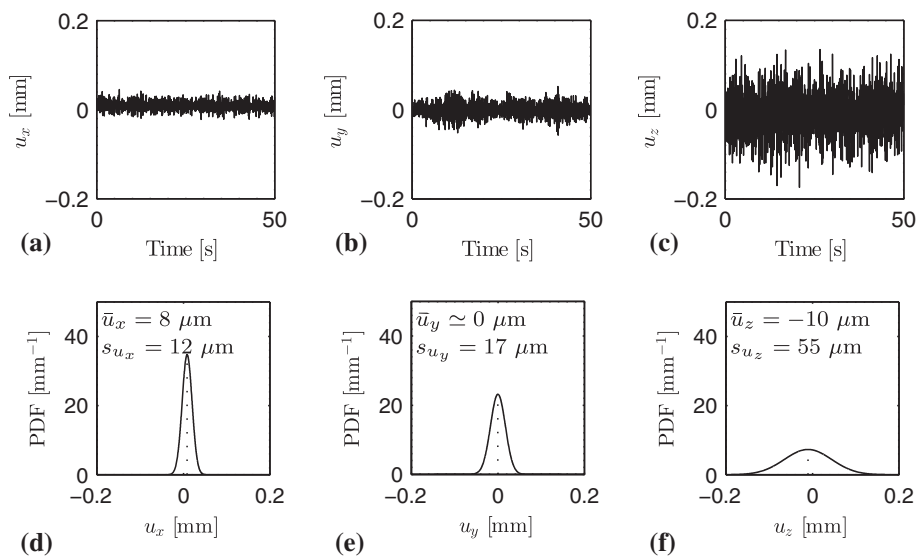 0.2 0.2 0.2
u_x [mm] u_y [mm] u_z [mm]
0 0 0
−0.2 −0.2 −0.2
0 50 0 50 0 50
(a) Time [s] (b) Time [s] (c) Time [s]
PDF [mm⁻¹] PDF [mm⁻¹] PDF [mm⁻¹]
40 ū_x = 8 μm 40 ū_y ≃ 0 μm 40 ū_z = −10 μm
s_{u_x} = 12 μm s_{u_y} = 17 μm s_{u_z} = 55 μm
20 20 20
0 0 0
−0.2 0 0.2 −0.2 0 0.2 −0.2 0 0.2
(d) u_x [mm] (e) u_y [mm] (f) u_z [mm]